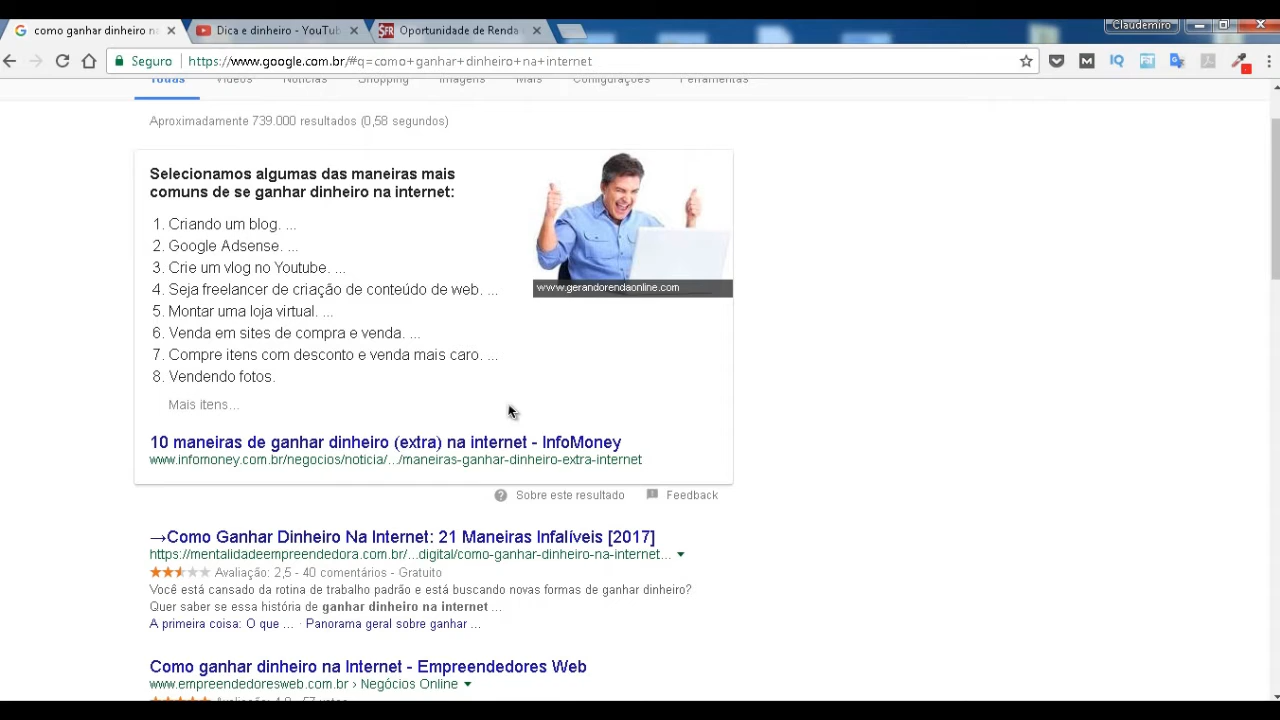 como ganhar dinheiro n
Dica e dinheiro - YouTub
Oportunidade de Renda
Claudemiro
Seguro
https://www.google.com.br/#q=como+ganhar+dinheiro+na+internet
Todas Vídeos Notícias Shopping Imagens Mais Configurações Ferramentas
Aproximadamente 739.000 resultados (0,58 segundos)
Selecionamos algumas das maneiras mais
comuns de se ganhar dinheiro na internet:
1. Criando um blog. ...
2. Google Adsense. ...
3. Crie um vlog no Youtube. ...
4. Seja freelancer de criação de conteúdo de web. ...
5. Montar uma loja virtual. ...
6. Venda em sites de compra e venda. ...
7. Compre itens com desconto e venda mais caro. ...
8. Vendendo fotos.
Mais itens...
www.gerandorendaonline.com
10 maneiras de ganhar dinheiro (extra) na internet - InfoMoney
www.infomoney.com.br/negocios/noticia/.../maneiras-ganhar-dinheiro-extra-internet
Sobre este resultado Feedback
→Como Ganhar Dinheiro Na Internet: 21 Maneiras Infalíveis [2017]
https://mentalidadeempreendedora.com.br/...digital/como-ganhar-dinheiro-na-internet...
Avaliação: 2,5 - 40 comentários - Gratuito
Você está cansado da rotina de trabalho padrão e está buscando novas formas de ganhar dinheiro?
Quer saber se essa história de ganhar dinheiro na internet ...
A primeira coisa: O que ... · Panorama geral sobre ganhar ...
Como ganhar dinheiro na Internet - Empreendedores Web
www.empreendedoresweb.com.br › Negócios Online